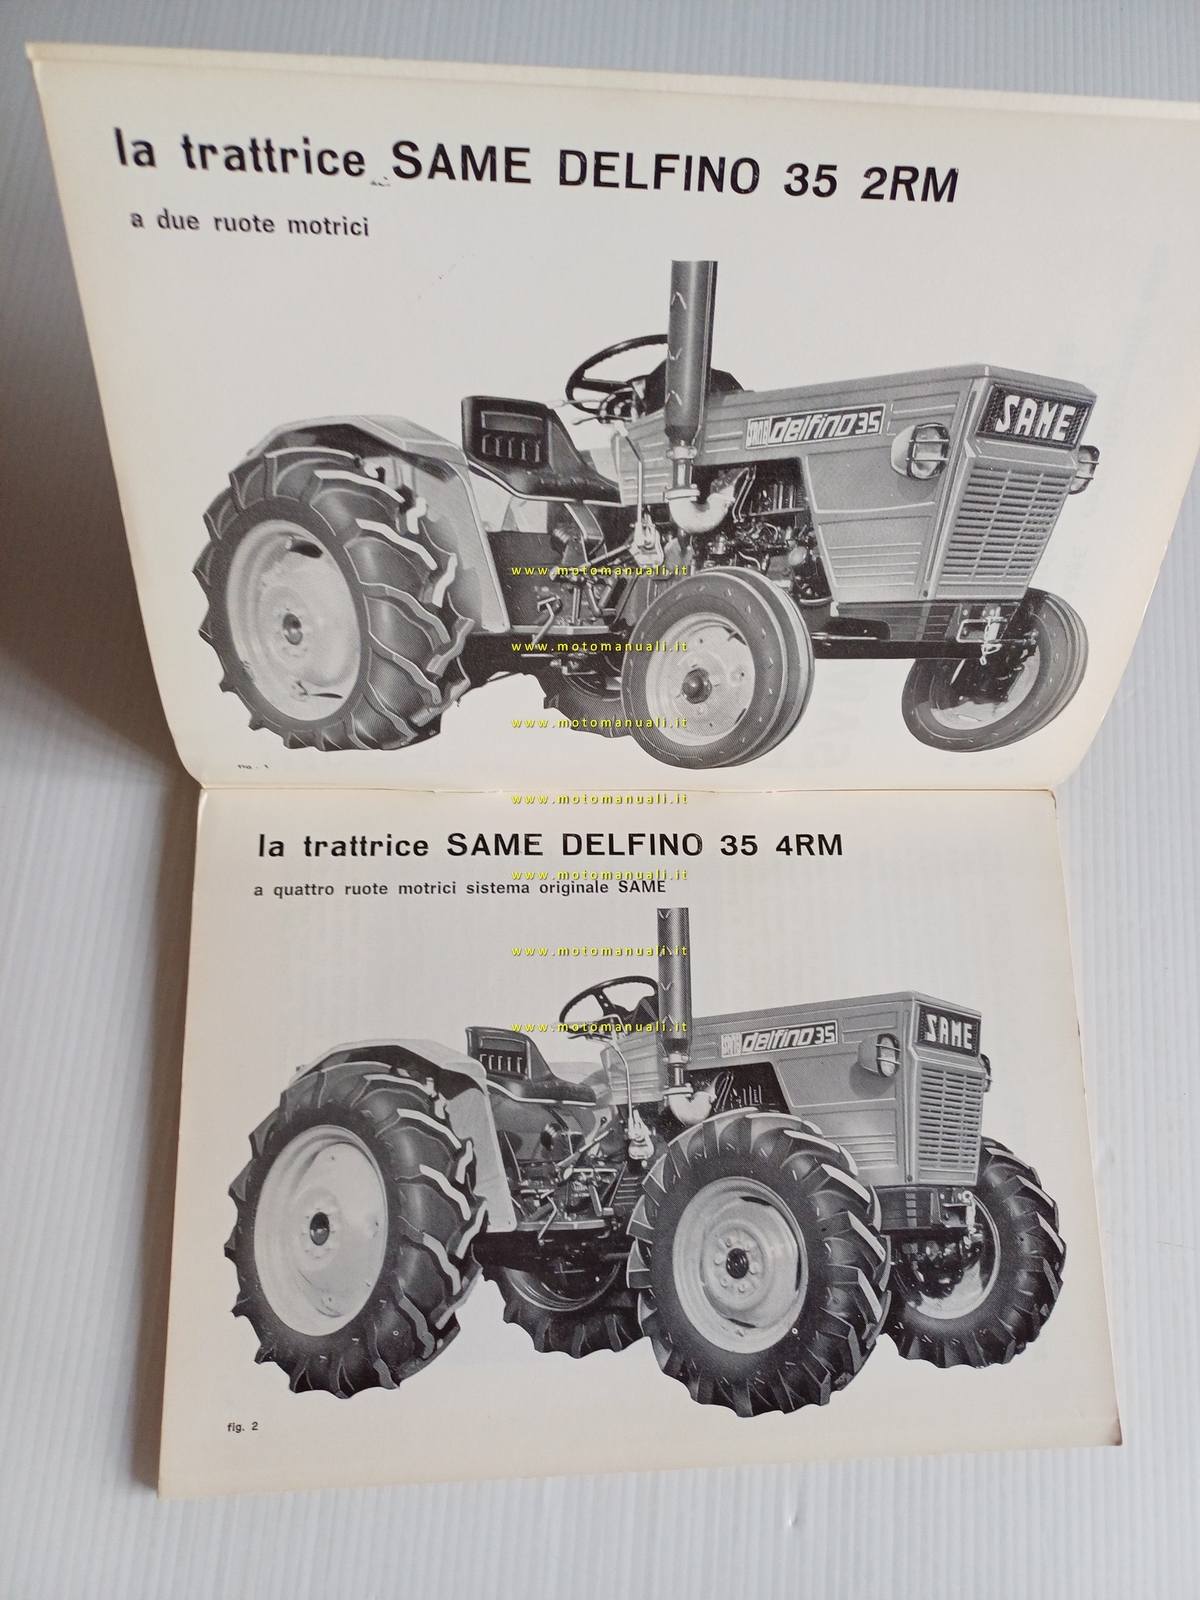 la trattrice SAME DELFINO 35 2RM
a due ruote motrici
SAME
delfino 35
www.motomanuali.it
www.motomanuali.it
www.motomanuali.it
www.motomanuali.it
la trattrice SAME DELFINO 35 4RM
www.motomanuali.it
a quattro ruote motrici sistema originale SAME
www.motomanuali.it
SAME
www.motomanuali.it
delfino 35
fig. 2